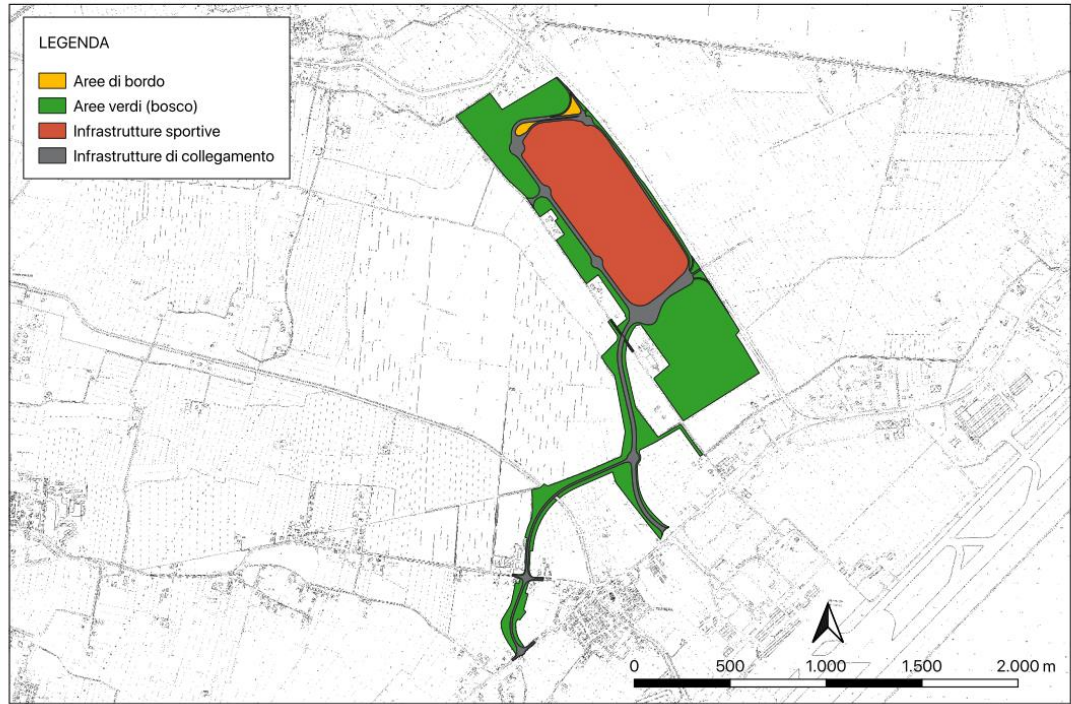 LEGENDA
Aree di bordo
Aree verdi (bosco)
Infrastrutture sportive
Infrastrutture di collegamento
0 500 1.000 1.500 2.000 m